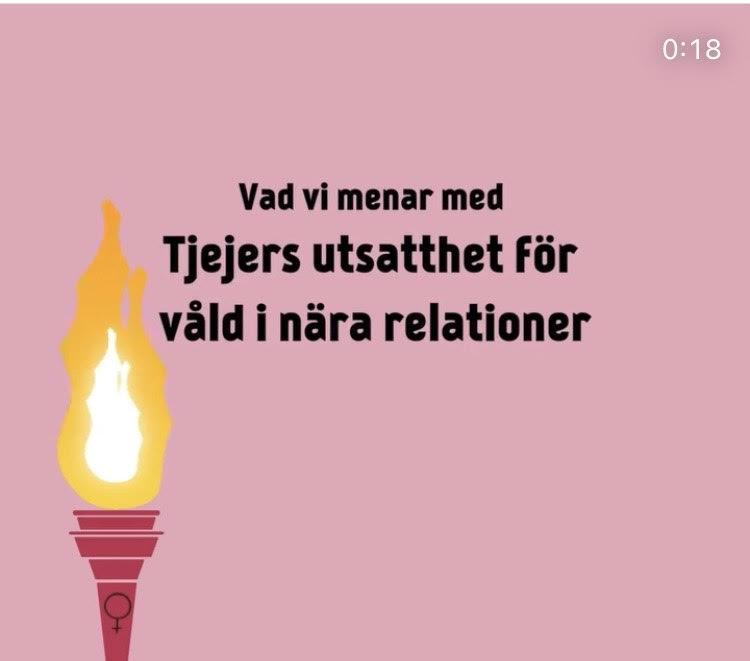 0:18
Vad vi menar med
Tjejers utsatthet för
våld i nära relationer